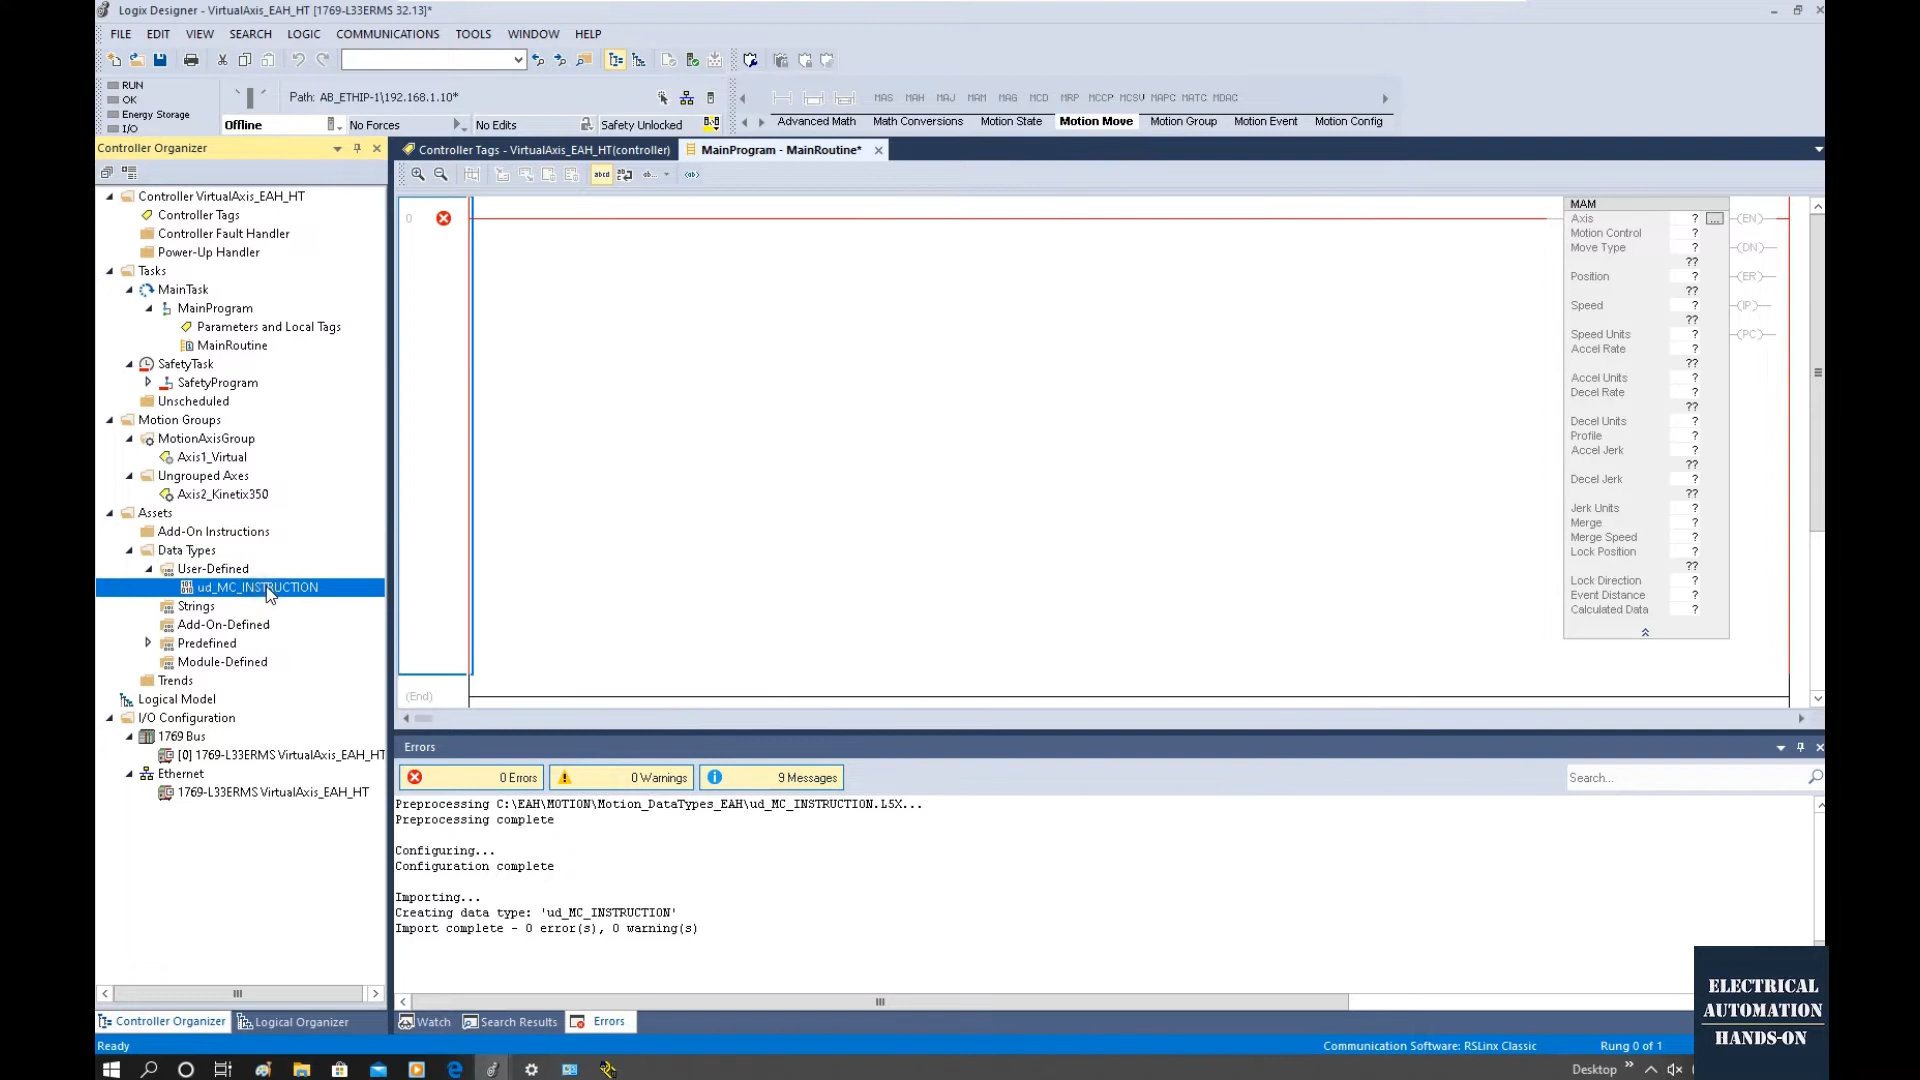 Logix Designer - VirtualAxis_EAH_HT [1769-L33ERMS 32.13]*
FILE EDIT VIEW SEARCH LOGIC COMMUNICATIONS TOOLS WINDOW HELP
RUN
OK
Energy Storage
I/O
Path: AB_ETHIP-1\192.168.1.10*
Offline
No Forces
No Edits
Safety Unlocked
MAS MAH MAJ MAM MAG MCD MRP MCCP MCSV MAPC MATC MDAC
Advanced Math Math Conversions Motion State Motion Move Motion Group Motion Event Motion Config
Controller Organizer
Controller Tags - VirtualAxis_EAH_HT(controller)
MainProgram - MainRoutine*
Controller VirtualAxis_EAH_HT
Controller Tags
Controller Fault Handler
Power-Up Handler
Tasks
MainTask
MainProgram
Parameters and Local Tags
MainRoutine
SafetyTask
SafetyProgram
Unscheduled
Motion Groups
MotionAxisGroup
Axis1_Virtual
Ungrouped Axes
Axis2_Kinetix350
Assets
Add-On Instructions
Data Types
User-Defined
ud_MC_INSTRUCTION
Strings
Add-On-Defined
Predefined
Module-Defined
Trends
Logical Model
I/O Configuration
1769 Bus
[0] 1769-L33ERMS VirtualAxis_EAH_HT
Ethernet
1769-L33ERMS VirtualAxis_EAH_HT
Controller Organizer
Logical Organizer
abcd
0
(End)
MAM
Axis ? ... (EN)
Motion Control ?
Move Type ? (DN)
??
Position ? (ER)
??
Speed ? (IP)
??
Speed Units ? (PC)
Accel Rate ?
??
Accel Units ?
Decel Rate ?
??
Decel Units ?
Profile ?
Accel Jerk ?
??
Decel Jerk ?
??
Jerk Units ?
Merge ?
Merge Speed ?
Lock Position ?
??
Lock Direction ?
Event Distance ?
Calculated Data ?
Errors
0 Errors
0 Warnings
9 Messages
Search...
Preprocessing C:\EAH\MOTION\Motion_DataTypes_EAH\ud_MC_INSTRUCTION.L5X...
Preprocessing complete
Configuring...
Configuration complete
Importing...
Creating data type: 'ud_MC_INSTRUCTION'
Import complete - 0 error(s), 0 warning(s)
Watch
Search Results
Errors
Ready
Communication Software: RSLinx Classic
Rung 0 of 1
Desktop
ELECTRICAL
AUTOMATION
HANDS-ON